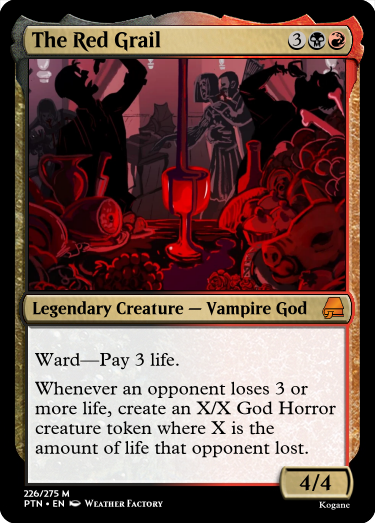 The Red Grail 3
Legendary Creature — Vampire God
Ward—Pay 3 life.
Whenever an opponent loses 3 or
more life, create an X/X God Horror
creature token where X is the
amount of life that opponent lost.
4/4
226/275 M
PTN • EN Weather Factory
Kogane